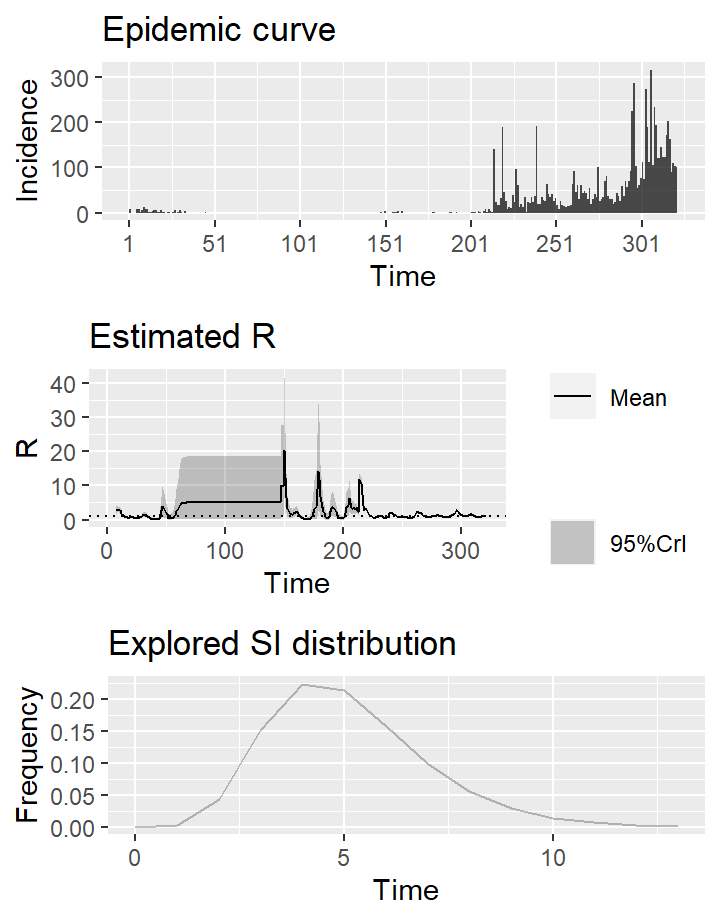 Epidemic curve
Incidence
300
200
100
0
1 51 101 151 201 251 301
Time
Estimated R
R
40
30
20
10
0
0 100 200 300
Time
Mean
95%CrI
Explored SI distribution
Frequency
0.20
0.15
0.10
0.05
0.00
0 5 10
Time